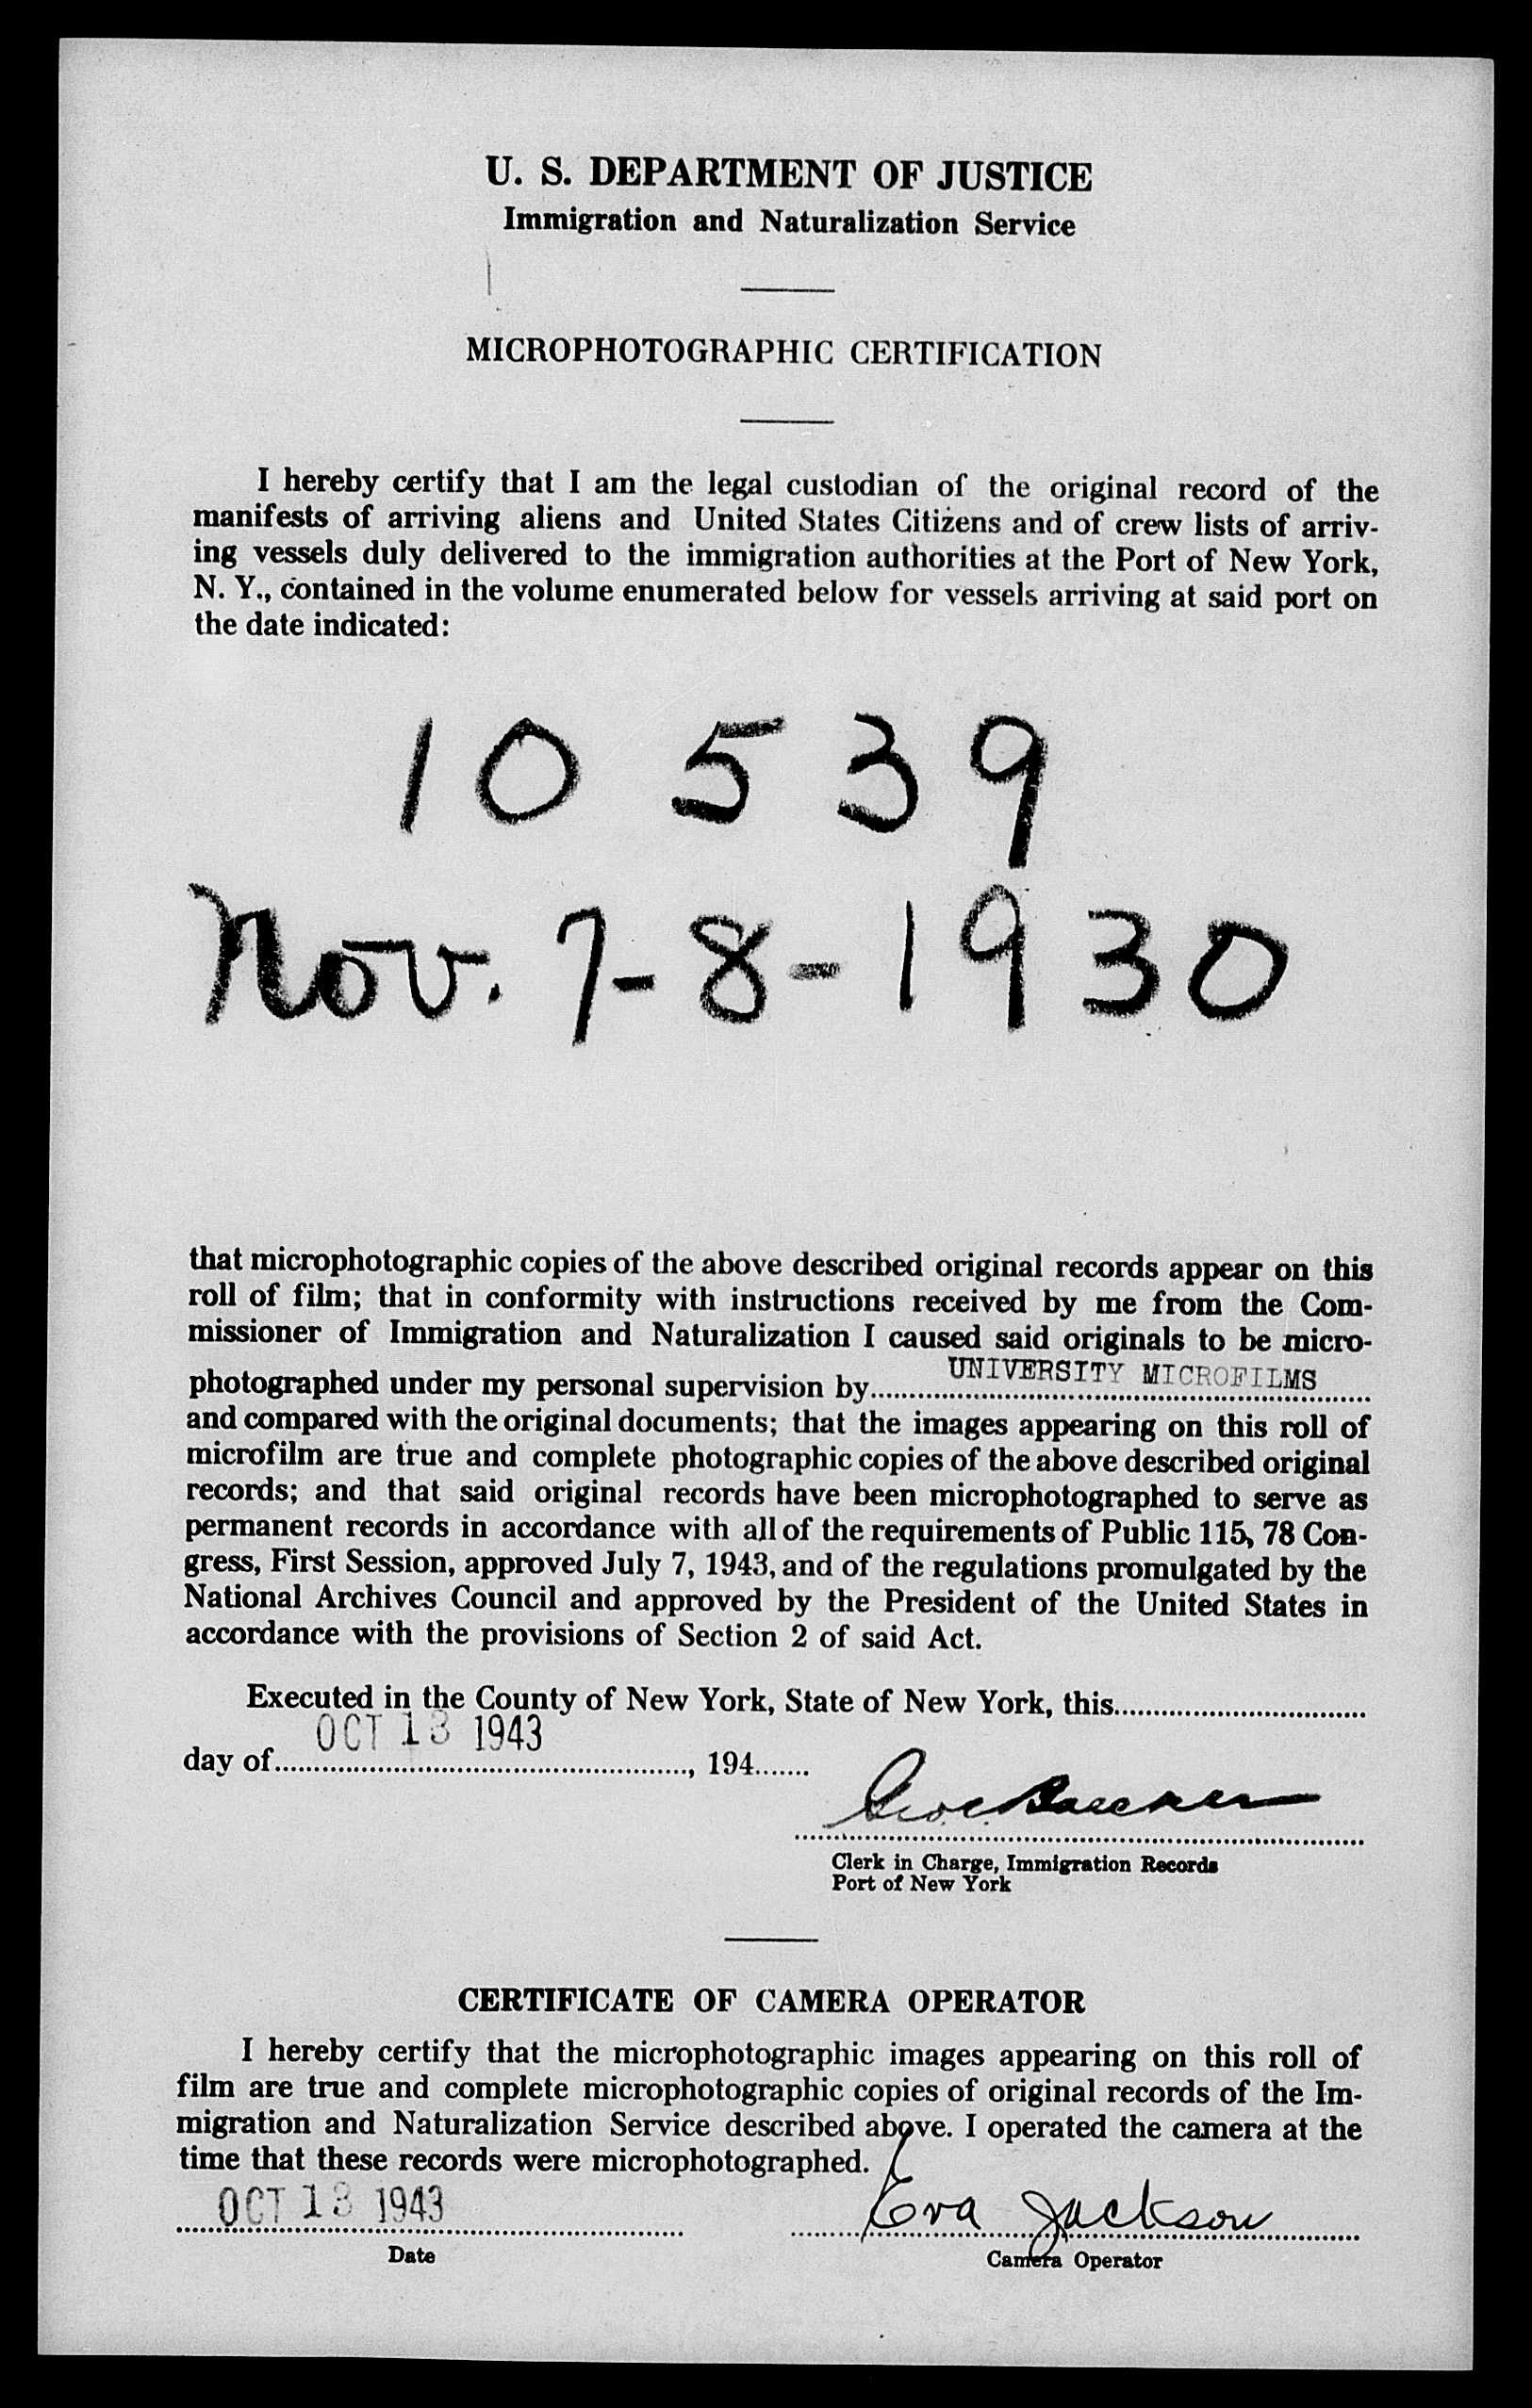 U. S. DEPARTMENT OF JUSTICE
Immigration and Naturalization Service
MICROPHOTOGRAPHIC CERTIFICATION
I hereby certify that I am the legal custodian of the original record of the
manifests of arriving aliens and United States Citizens and of crew lists of arriv-
ing vessels duly delivered to the immigration authorities at the Port of New York,
N. Y., contained in the volume enumerated below for vessels arriving at said port on
the date indicated:
10539
Nov. 7-8-1930
that microphotographic copies of the above described original records appear on this
roll of film; that in conformity with instructions received by me from the Com-
missioner of Immigration and Naturalization I caused said originals to be micro-
photographed under my personal supervision by UNIVERSITY MICROFILMS
and compared with the original documents; that the images appearing on this roll of
microfilm are true and complete photographic copies of the above described original
records; and that said original records have been microphotographed to serve as
permanent records in accordance with all of the requirements of Public 115, 78 Con-
gress, First Session, approved July 7, 1943, and of the regulations promulgated by the
National Archives Council and approved by the President of the United States in
accordance with the provisions of Section 2 of said Act.
Executed in the County of New York, State of New York, this
day of OCT 13 1943, 194
Clerk in Charge, Immigration Records
Port of New York
CERTIFICATE OF CAMERA OPERATOR
I hereby certify that the microphotographic images appearing on this roll of
film are true and complete microphotographic copies of original records of the Im-
migration and Naturalization Service described above. I operated the camera at the
time that these records were microphotographed.
OCT 13 1943 Eva Jackson
Date Camera Operator